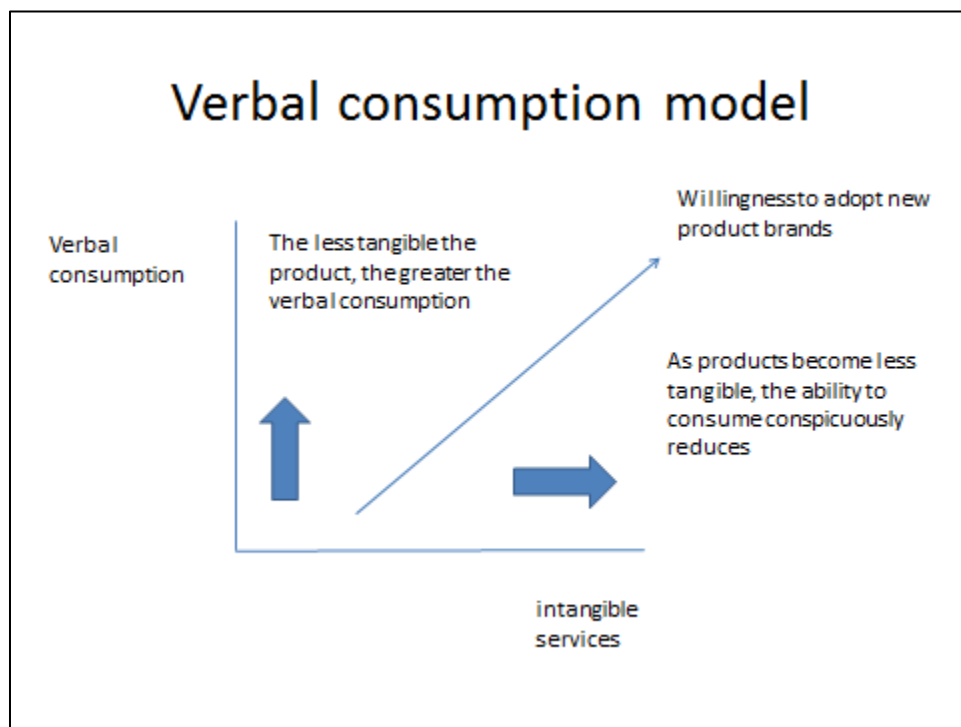 Verbal consumption model
Verbal
consumption
The less tangible the
product, the greater the
verbal consumption
Willingness to adopt new
product brands
As products become less
tangible, the ability to
consume conspicuously
reduces
intangible
services